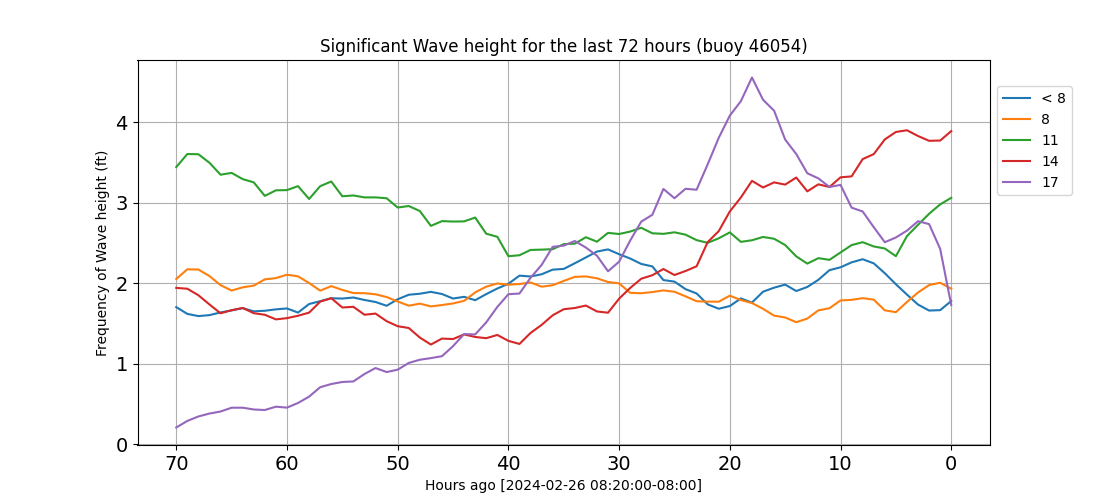 Significant Wave height for the last 72 hours (buoy 46054)
Frequency of Wave height (ft)
4
3
2
1
0
70 60 50 40 30 20 10 0
Hours ago [2024-02-26 08:20:00-08:00]
< 8
8
11
14
17